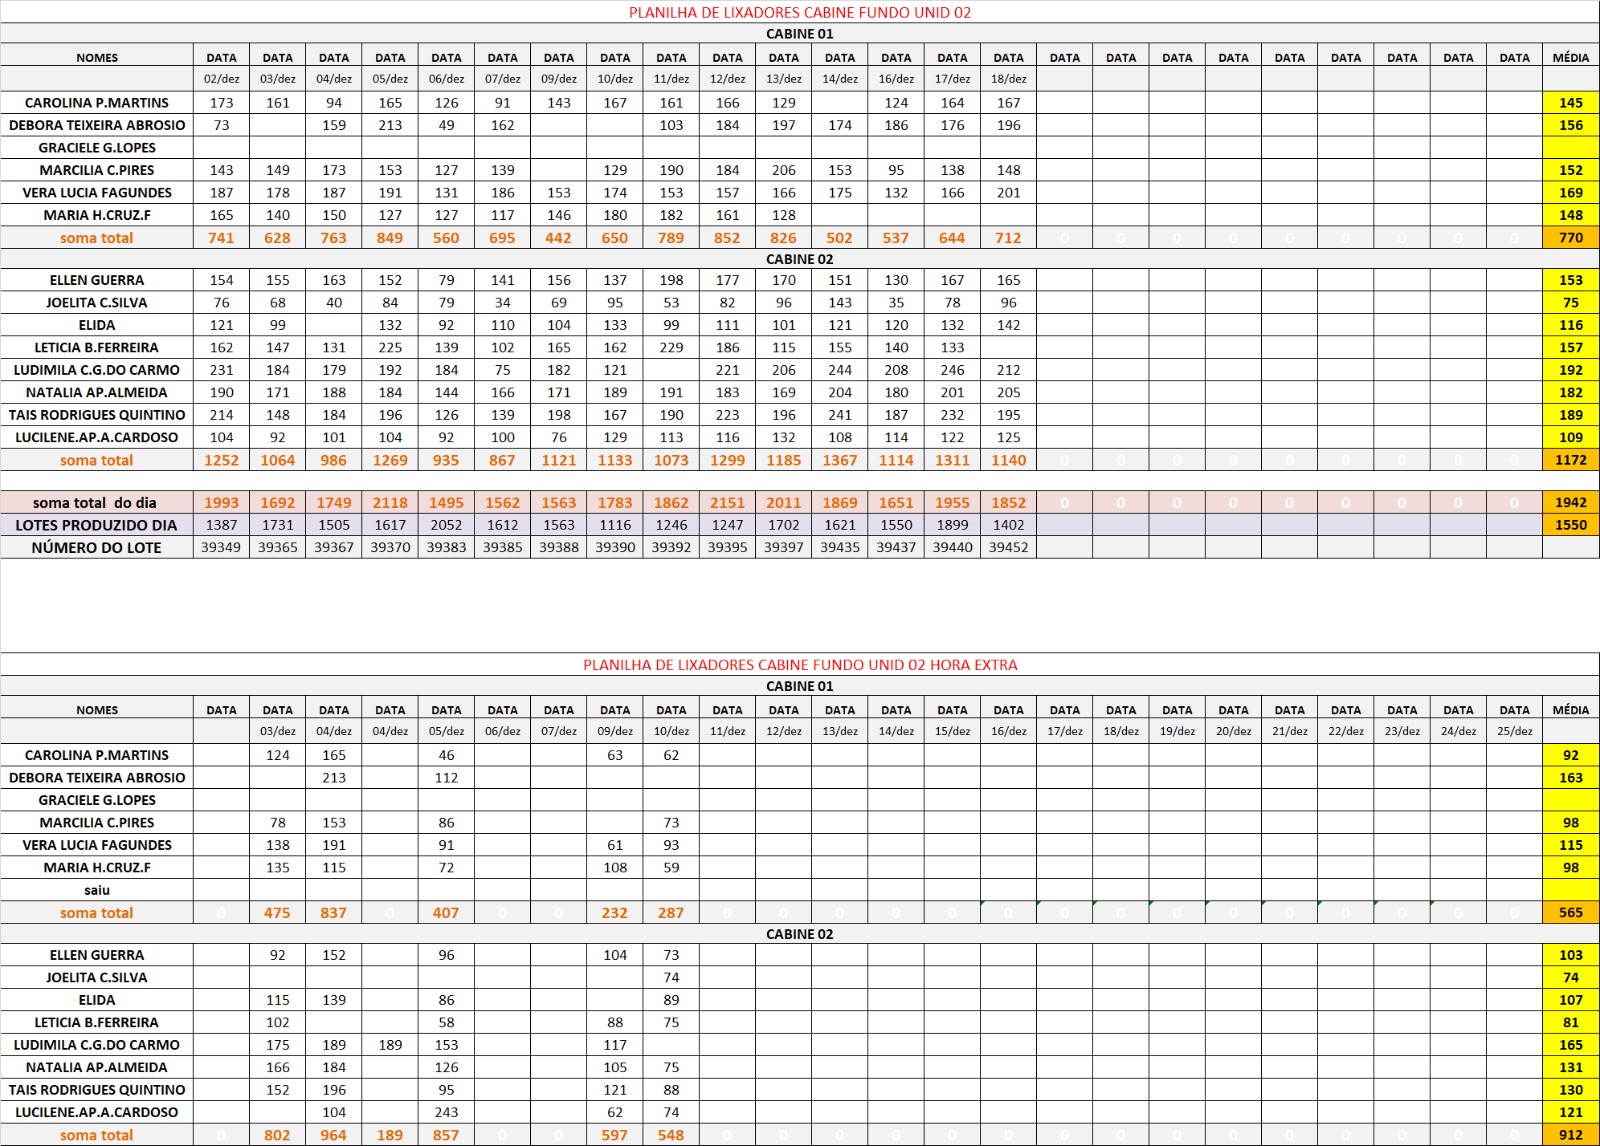 PLANILHA DE LIXADORES CABINE FUNDO UNID 02
CABINE 01
NOMES DATA DATA DATA DATA DATA DATA DATA DATA DATA DATA DATA DATA DATA DATA DATA DATA DATA DATA DATA DATA DATA DATA DATA DATA MÉDIA
02/dez 03/dez 04/dez 05/dez 06/dez 07/dez 09/dez 10/dez 11/dez 12/dez 13/dez 14/dez 16/dez 17/dez 18/dez
CAROLINA P.MARTINS 173 161 94 165 126 91 143 167 161 166 129 124 164 167 145
DEBORA TEIXEIRA ABROSIO 73 159 213 49 162 103 184 197 174 186 176 196 156
GRACIELE G.LOPES
MARCILIA C.PIRES 143 149 173 153 127 139 129 190 184 206 153 95 138 148 152
VERA LUCIA FAGUNDES 187 178 187 191 131 186 153 174 153 157 166 175 132 166 201 169
MARIA H.CRUZ.F 165 140 150 127 127 117 146 180 182 161 128 148
soma total 741 628 763 849 560 695 442 650 789 852 826 502 537 644 712 0 0 0 0 0 0 0 0 0 770
CABINE 02
ELLEN GUERRA 154 155 163 152 79 141 156 137 198 177 170 151 130 167 165 153
JOELITA C.SILVA 76 68 40 84 79 34 69 95 53 82 96 143 35 78 96 75
ELIDA 121 99 132 92 110 104 133 99 111 101 121 120 132 142 116
LETICIA B.FERREIRA 162 147 131 225 139 102 165 162 229 186 115 155 140 133 157
LUDIMILA C.G.DO CARMO 231 184 179 192 184 75 182 121 221 206 244 208 246 212 192
NATALIA AP.ALMEIDA 190 171 188 184 144 166 171 189 191 183 169 204 180 201 205 182
TAIS RODRIGUES QUINTINO 214 148 184 196 126 139 198 167 190 223 196 241 187 232 195 189
LUCILENE.AP.A.CARDOSO 104 92 101 104 92 100 76 129 113 116 132 108 114 122 125 109
soma total 1252 1064 986 1269 935 867 1121 1133 1073 1299 1185 1367 1114 1311 1140 0 0 0 0 0 0 0 0 0 1172
soma total do dia 1993 1692 1749 2118 1495 1562 1563 1783 1862 2151 2011 1869 1651 1955 1852 0 0 0 0 0 0 0 0 0 1942
LOTES PRODUZIDO DIA 1387 1731 1505 1617 2052 1612 1563 1116 1246 1247 1702 1621 1550 1899 1402 1550
NÚMERO DO LOTE 39349 39365 39367 39370 39383 39385 39388 39390 39392 39395 39397 39435 39437 39440 39452
PLANILHA DE LIXADORES CABINE FUNDO UNID 02 HORA EXTRA
CABINE 01
NOMES DATA DATA DATA DATA DATA DATA DATA DATA DATA DATA DATA DATA DATA DATA DATA DATA DATA DATA DATA DATA DATA DATA DATA DATA MÉDIA
03/dez 04/dez 04/dez 05/dez 06/dez 07/dez 09/dez 10/dez 11/dez 12/dez 13/dez 14/dez 15/dez 16/dez 17/dez 18/dez 19/dez 20/dez 21/dez 22/dez 23/dez 24/dez 25/dez
CAROLINA P.MARTINS 124 165 46 63 62 92
DEBORA TEIXEIRA ABROSIO 213 112 163
GRACIELE G.LOPES
MARCILIA C.PIRES 78 153 86 73 98
VERA LUCIA FAGUNDES 138 191 91 61 93 115
MARIA H.CRUZ.F 135 115 72 108 59 98
saiu
soma total 0 475 837 0 407 0 0 232 287 0 0 0 0 0 0 0 0 0 0 0 0 0 0 0 565
CABINE 02
ELLEN GUERRA 92 152 96 104 73 103
JOELITA C.SILVA 74 74
ELIDA 115 139 86 89 107
LETICIA B.FERREIRA 102 58 88 75 81
LUDIMILA C.G.DO CARMO 175 189 189 153 117 165
NATALIA AP.ALMEIDA 166 184 126 105 75 131
TAIS RODRIGUES QUINTINO 152 196 95 121 88 130
LUCILENE.AP.A.CARDOSO 104 243 62 74 121
soma total 0 802 964 189 857 0 0 597 548 0 0 0 0 0 0 0 0 0 0 0 0 0 0 0 912